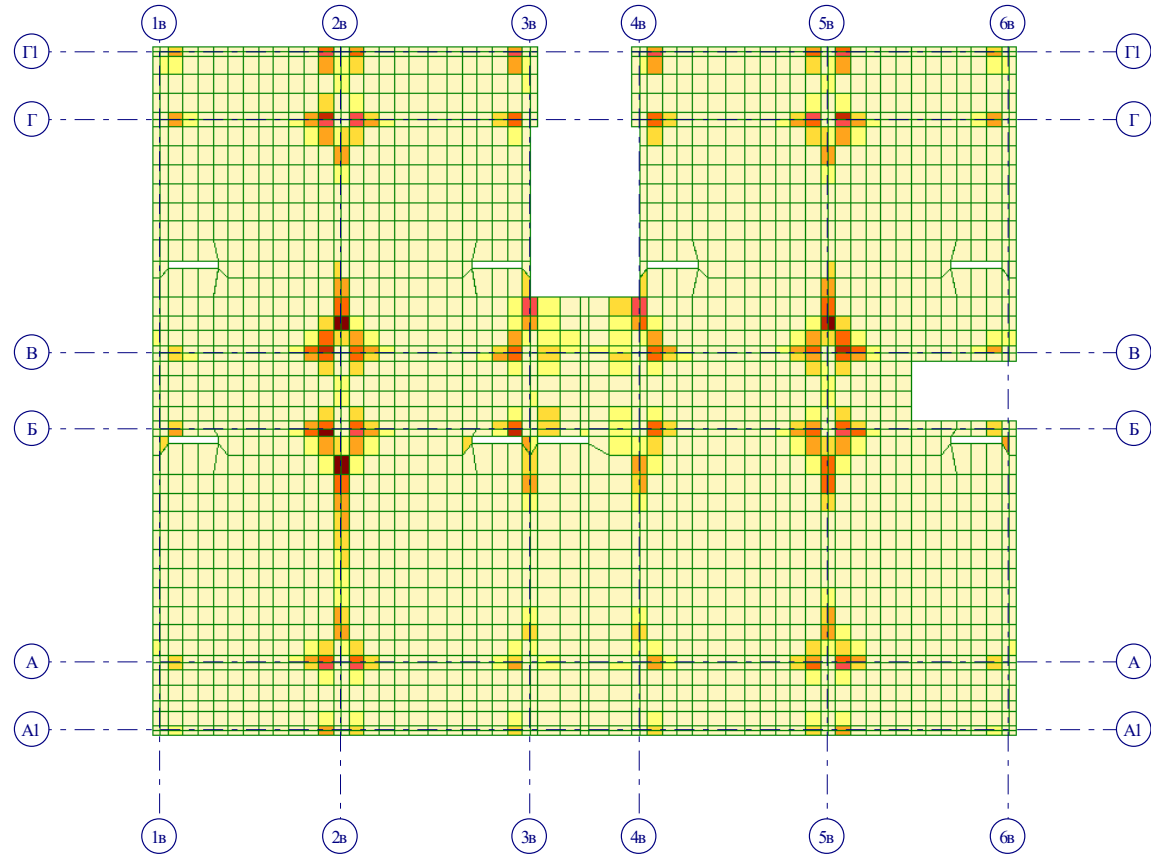 1в 2в 3в 4в 5в 6в
Г1 Г1
Г Г
В В
Б Б
А А
А1 А1
1в 2в 3в 4в 5в 6в